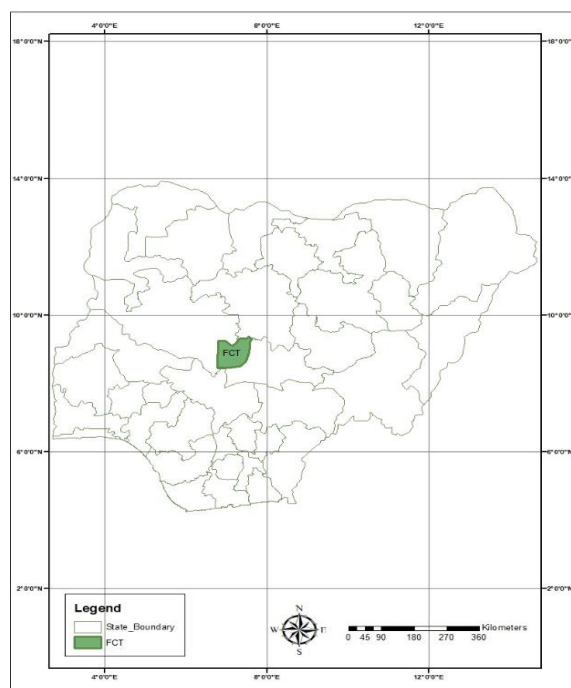 4°0'0"E 8°0'0"E 12°0'0"E
18°0'0"N 18°0'0"N
14°0'0"N 14°0'0"N
10°0'0"N 10°0'0"N
FCT
6°0'0"N 6°0'0"N
2°0'0"N 2°0'0"N
Legend
State_Boundary
FCT
N
W E
S
Kilometers
0 45 90 180 270 360
4°0'0"E 8°0'0"E 12°0'0"E